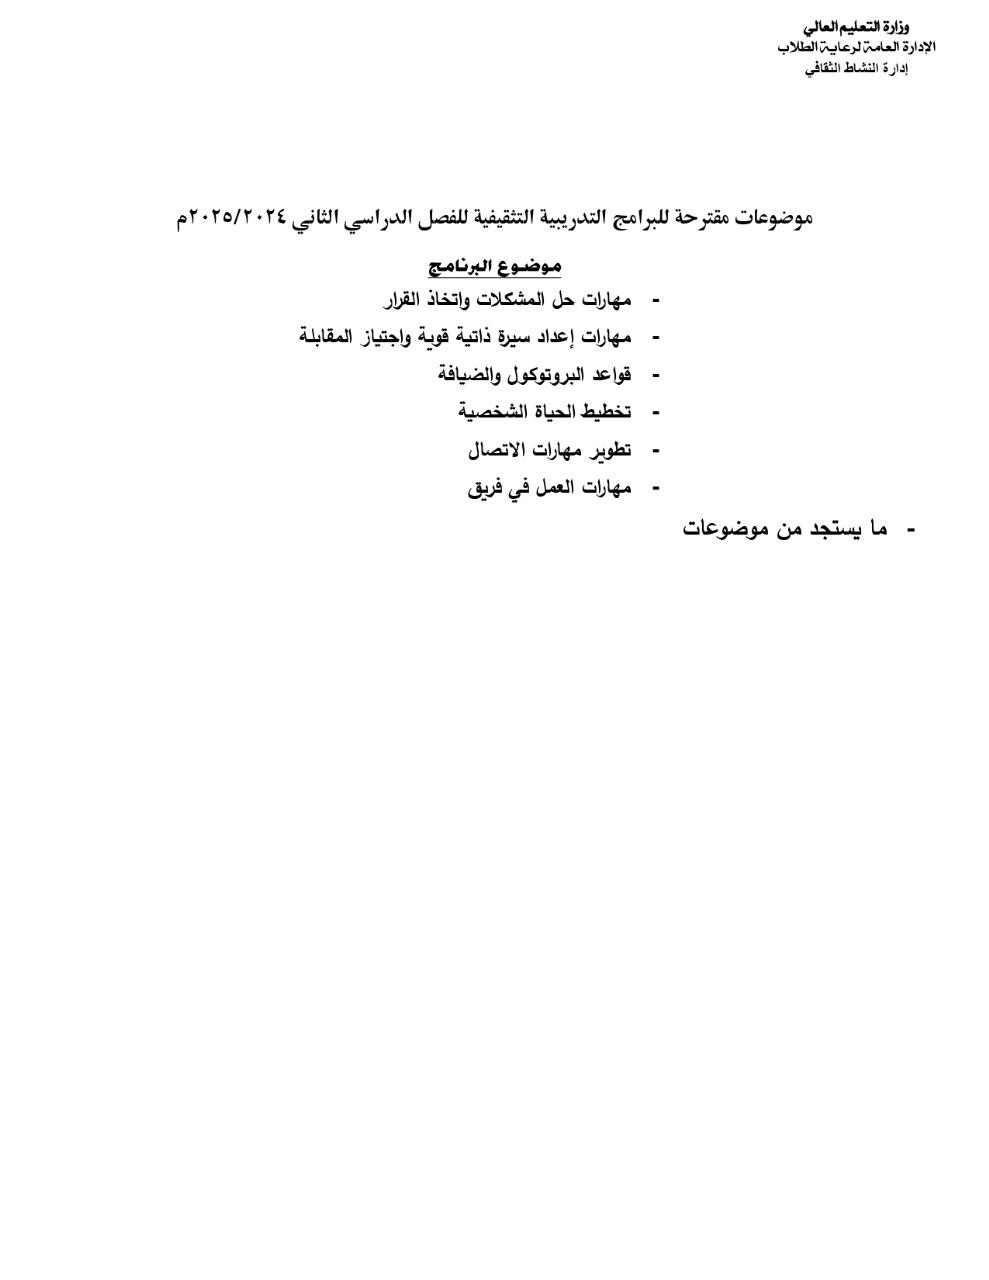 وزارة التعليم العالي
الإدارة العامة لرعاية الطلاب
إدارة النشاط الثقافي
موضوعات مقترحة للبرامج التدريبية التثقيفية للفصل الدراسي الثاني ٢٠٢٥/٢٠٢٤م
موضوع البرنامج
- مهارات حل المشكلات واتخاذ القرار
- مهارات إعداد سيرة ذاتية قوية واجتياز المقابلة
- قواعد البروتوكول والضيافة
- تخطيط الحياة الشخصية
- تطوير مهارات الاتصال
- مهارات العمل في فريق
- ما يستجد من موضوعات